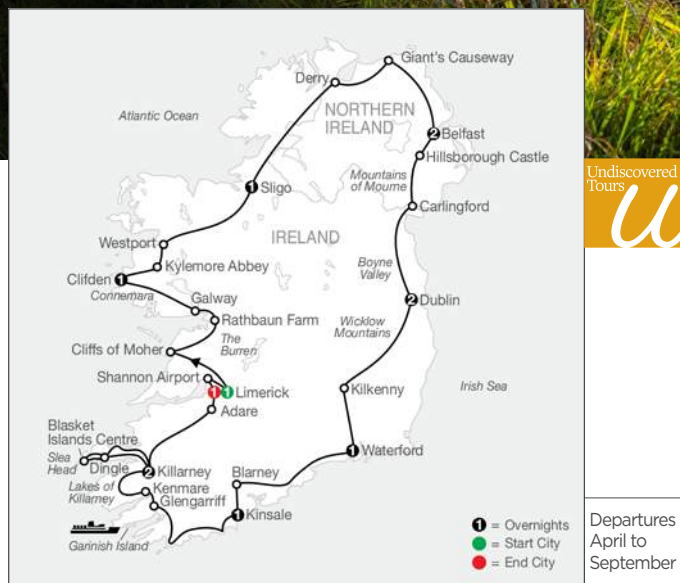 Giant's Causeway
Derry
Atlantic Ocean
NORTHERN
IRELAND
2 Belfast
Hillsborough Castle
Mountains
of Mourne
1 Sligo
Carlingford
IRELAND
Westport
Kylemore Abbey
Boyne
Valley
Clifden 1
Connemara
Galway
2 Dublin
Rathbaun Farm
Wicklow
Mountains
The
Burren
Cliffs of Moher
Shannon Airport
1 1 Limerick
Kilkenny
Irish Sea
Adare
Blasket
Islands Centre
Slea
Head
Dingle
2 Killarney
1 Waterford
Lakes of
Killarney
Kenmare
Glengarriff
Blarney
1 Kinsale
Garinish Island
1 = Overnights
= Start City
= End City
Undiscovered
Tours
U
Departures
April to
September